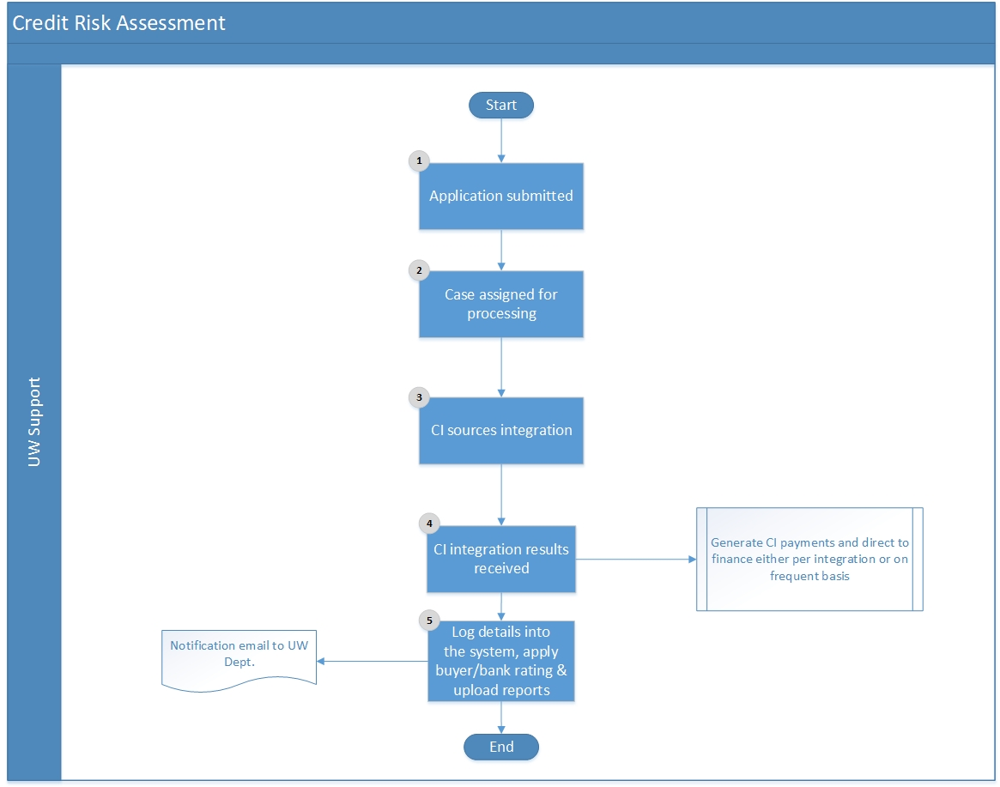 Credit Risk Assessment
UW Support
Start
1
Application submitted
2
Case assigned for
processing
3
CI sources integration
4
CI integration results
received
Generate CI payments and direct to
finance either per integration or on
frequent basis
5
Log details into
the system, apply
buyer/bank rating &
upload reports
Notification email to UW
Dept.
End